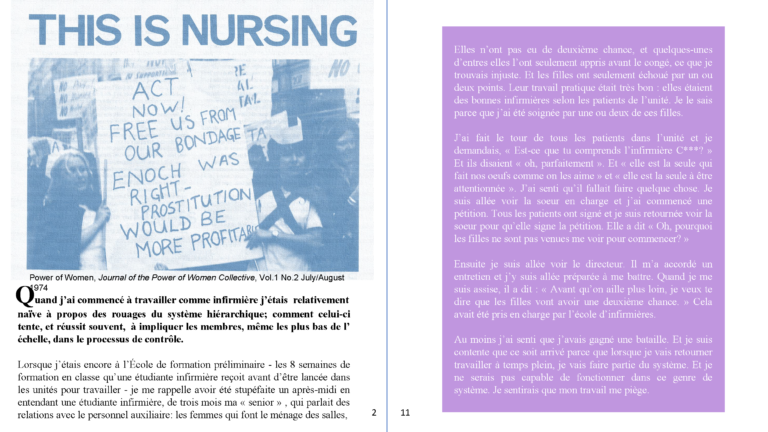 THIS IS NURSING
NO
ACT
NOW!
FREE US FROM
OUR BONDAGE
ENOCH WAS
RIGHT-
PROSTITUTION
WOULD BE
MORE PROFITABLE
Power of Women, Journal of the Power of Women Collective, Vol.1 No.2 July/August
1974
Quand j’ai commencé à travailler comme infirmière j’étais relativement
naïve à propos des rouages du système hiérarchique; comment celui-ci
tente, et réussit souvent, à impliquer les membres, même les plus bas de l’
échelle, dans le processus de contrôle.
Lorsque j’étais encore à l’École de formation préliminaire - les 8 semaines de
formation en classe qu’une étudiante infirmière reçoit avant d’être lancée dans
les unités pour travailler - je me rappelle avoir été stupéfaite un après-midi en
entendant une étudiante infirmière, de trois mois ma « senior » , qui parlait des
relations avec le personnel auxiliaire: les femmes qui font le ménage des salles,
2
11
Elles n’ont pas eu de deuxième chance, et quelques-unes
d’entres elles l’ont seulement appris avant le congé, ce que je
trouvais injuste. Et les filles ont seulement échoué par un ou
deux points. Leur travail pratique était très bon : elles étaient
des bonnes infirmières selon les patients de l’unité. Je le sais
parce que j’ai été soignée par une ou deux de ces filles.
J’ai fait le tour de tous les patients dans l’unité et je
demandais, « Est-ce que tu comprends l’infirmière C***? »
Et ils disaient « oh, parfaitement ». Et « elle est la seule qui
fait nos oeufs comme on les aime » et « elle est la seule à être
attentionnée ». J’ai senti qu’il fallait faire quelque chose. Je
suis allée voir la soeur en charge et j’ai commencé une
pétition. Tous les patients ont signé et je suis retournée voir la
soeur pour qu’elle signe la pétition. Elle a dit « Oh, pourquoi
les filles ne sont pas venues me voir pour commencer? »
Ensuite je suis allée voir le directeur. Il m’a accordé un
entretien et j’y suis allée préparée à me battre. Quand je me
suis assise, il a dit : « Avant qu’on aille plus loin, je veux te
dire que les filles vont avoir une deuxième chance. » Cela
avait été pris en charge par l’école d’infirmières.
Au moins j’ai senti que j’avais gagné une bataille. Et je suis
contente que ce soit arrivé parce que lorsque je vais retourner
travailler à temps plein, je vais faire partie du système. Et je
ne serais pas capable de fonctionner dans ce genre de
système. Je sentirais que mon travail me piège.